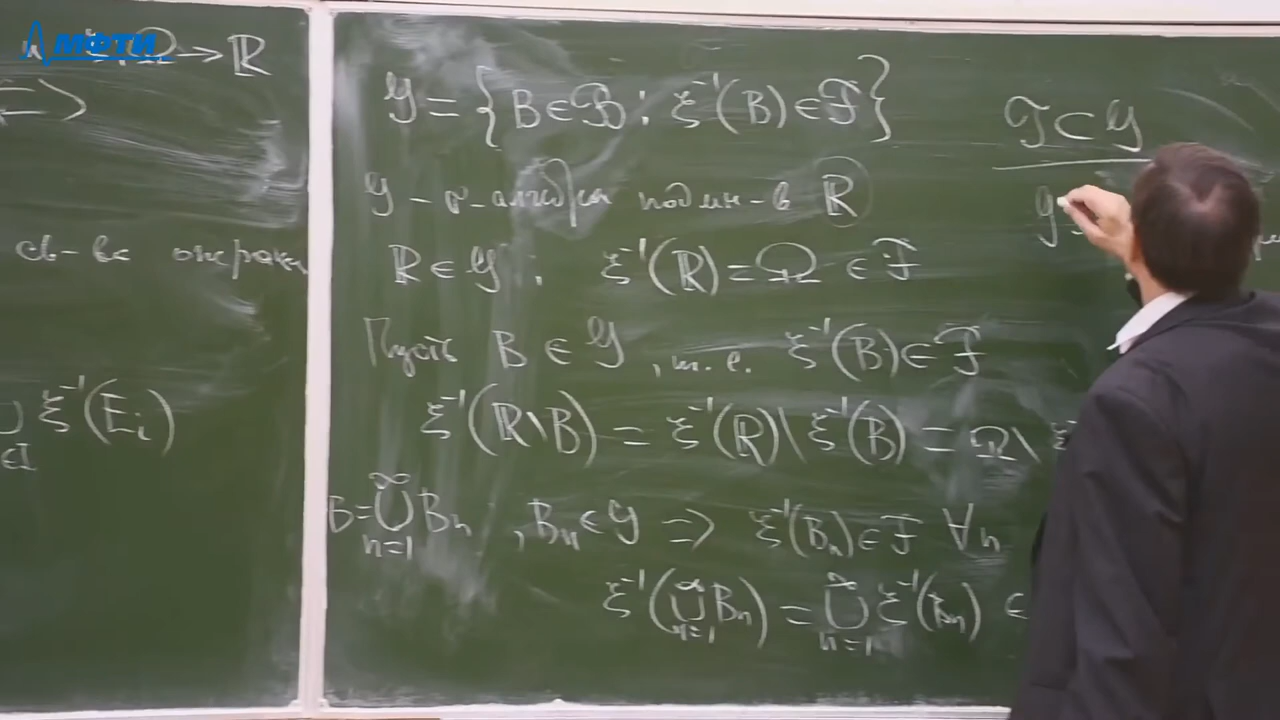 МФТИ
Ω → ℝ
св-ва операц
ξ⁻¹(Eᵢ)
∈I
𝒢 = {B ∈ ℬ : ξ⁻¹(B) ∈ ℱ}
𝒢 – σ-алгебра подмн-в ℝ
ℝ ∈ 𝒢 ; ξ⁻¹(ℝ) = Ω ∈ ℱ
Пусть B ∈ 𝒢, т.е. ξ⁻¹(B) ∈ ℱ
ξ⁻¹(ℝ\B) = ξ⁻¹(ℝ) \ ξ⁻¹(B) = Ω \
B = ⋃_{n=1}^{∞} Bₙ , Bₙ ∈ 𝒢 ⇒ ξ⁻¹(Bₙ) ∈ ℱ ∀n
ξ⁻¹(⋃_{n=1}^{∞} Bₙ) = ⋃_{n=1}^{∞} ξ⁻¹(Bₙ) ∈
𝒯 ⊂ 𝒢